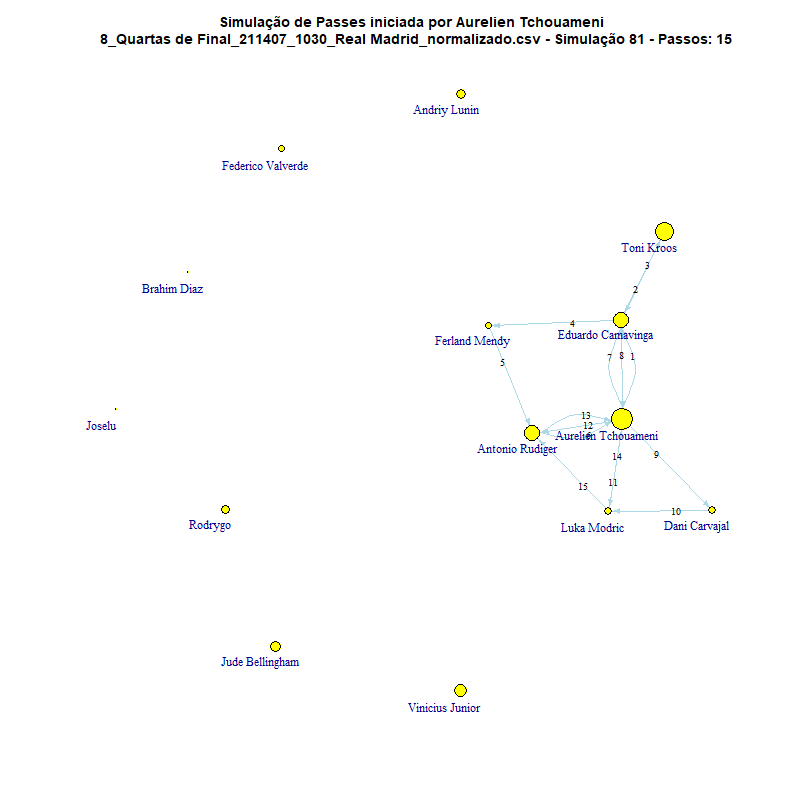 Simulação de Passes iniciada por Aurelien Tchouameni
8_Quartas de Final_211407_1030_Real Madrid_normalizado.csv - Simulação 81 - Passos: 15
Andriy Lunin
Federico Valverde
Toni Kroos
3
Brahim Diaz
2
4
Eduardo Camavinga
Ferland Mendy
7
8
1
5
Joselu
13
12
Aurelien Tchouameni
Antonio Rudiger
14
9
11
15
10
Rodrygo
Luka Modric
Dani Carvajal
Jude Bellingham
Vinicius Junior